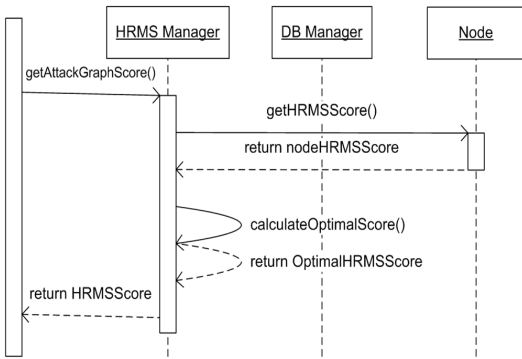 HRMS Manager
DB Manager
Node
getAttackGraphScore()
getHRMSScore()
return nodeHRMSScore
calculateOptimalScore()
return OptimalHRMSScore
return HRMSScore